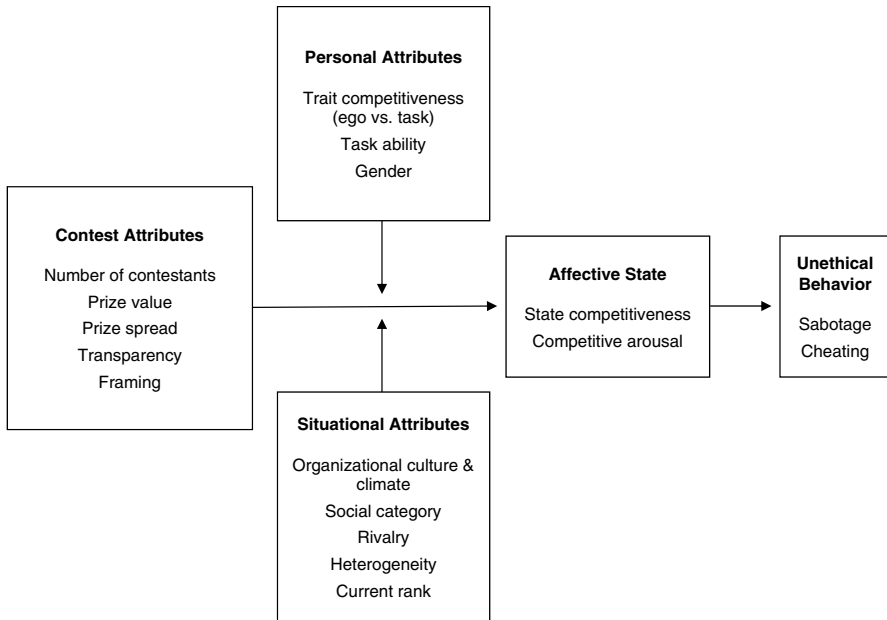 Personal Attributes
Trait competitiveness
(ego vs. task)
Task ability
Gender
Contest Attributes
Number of contestants
Prize value
Prize spread
Transparency
Framing
Affective State
State competitiveness
Competitive arousal
Unethical
Behavior
Sabotage
Cheating
Situational Attributes
Organizational culture &
climate
Social category
Rivalry
Heterogeneity
Current rank